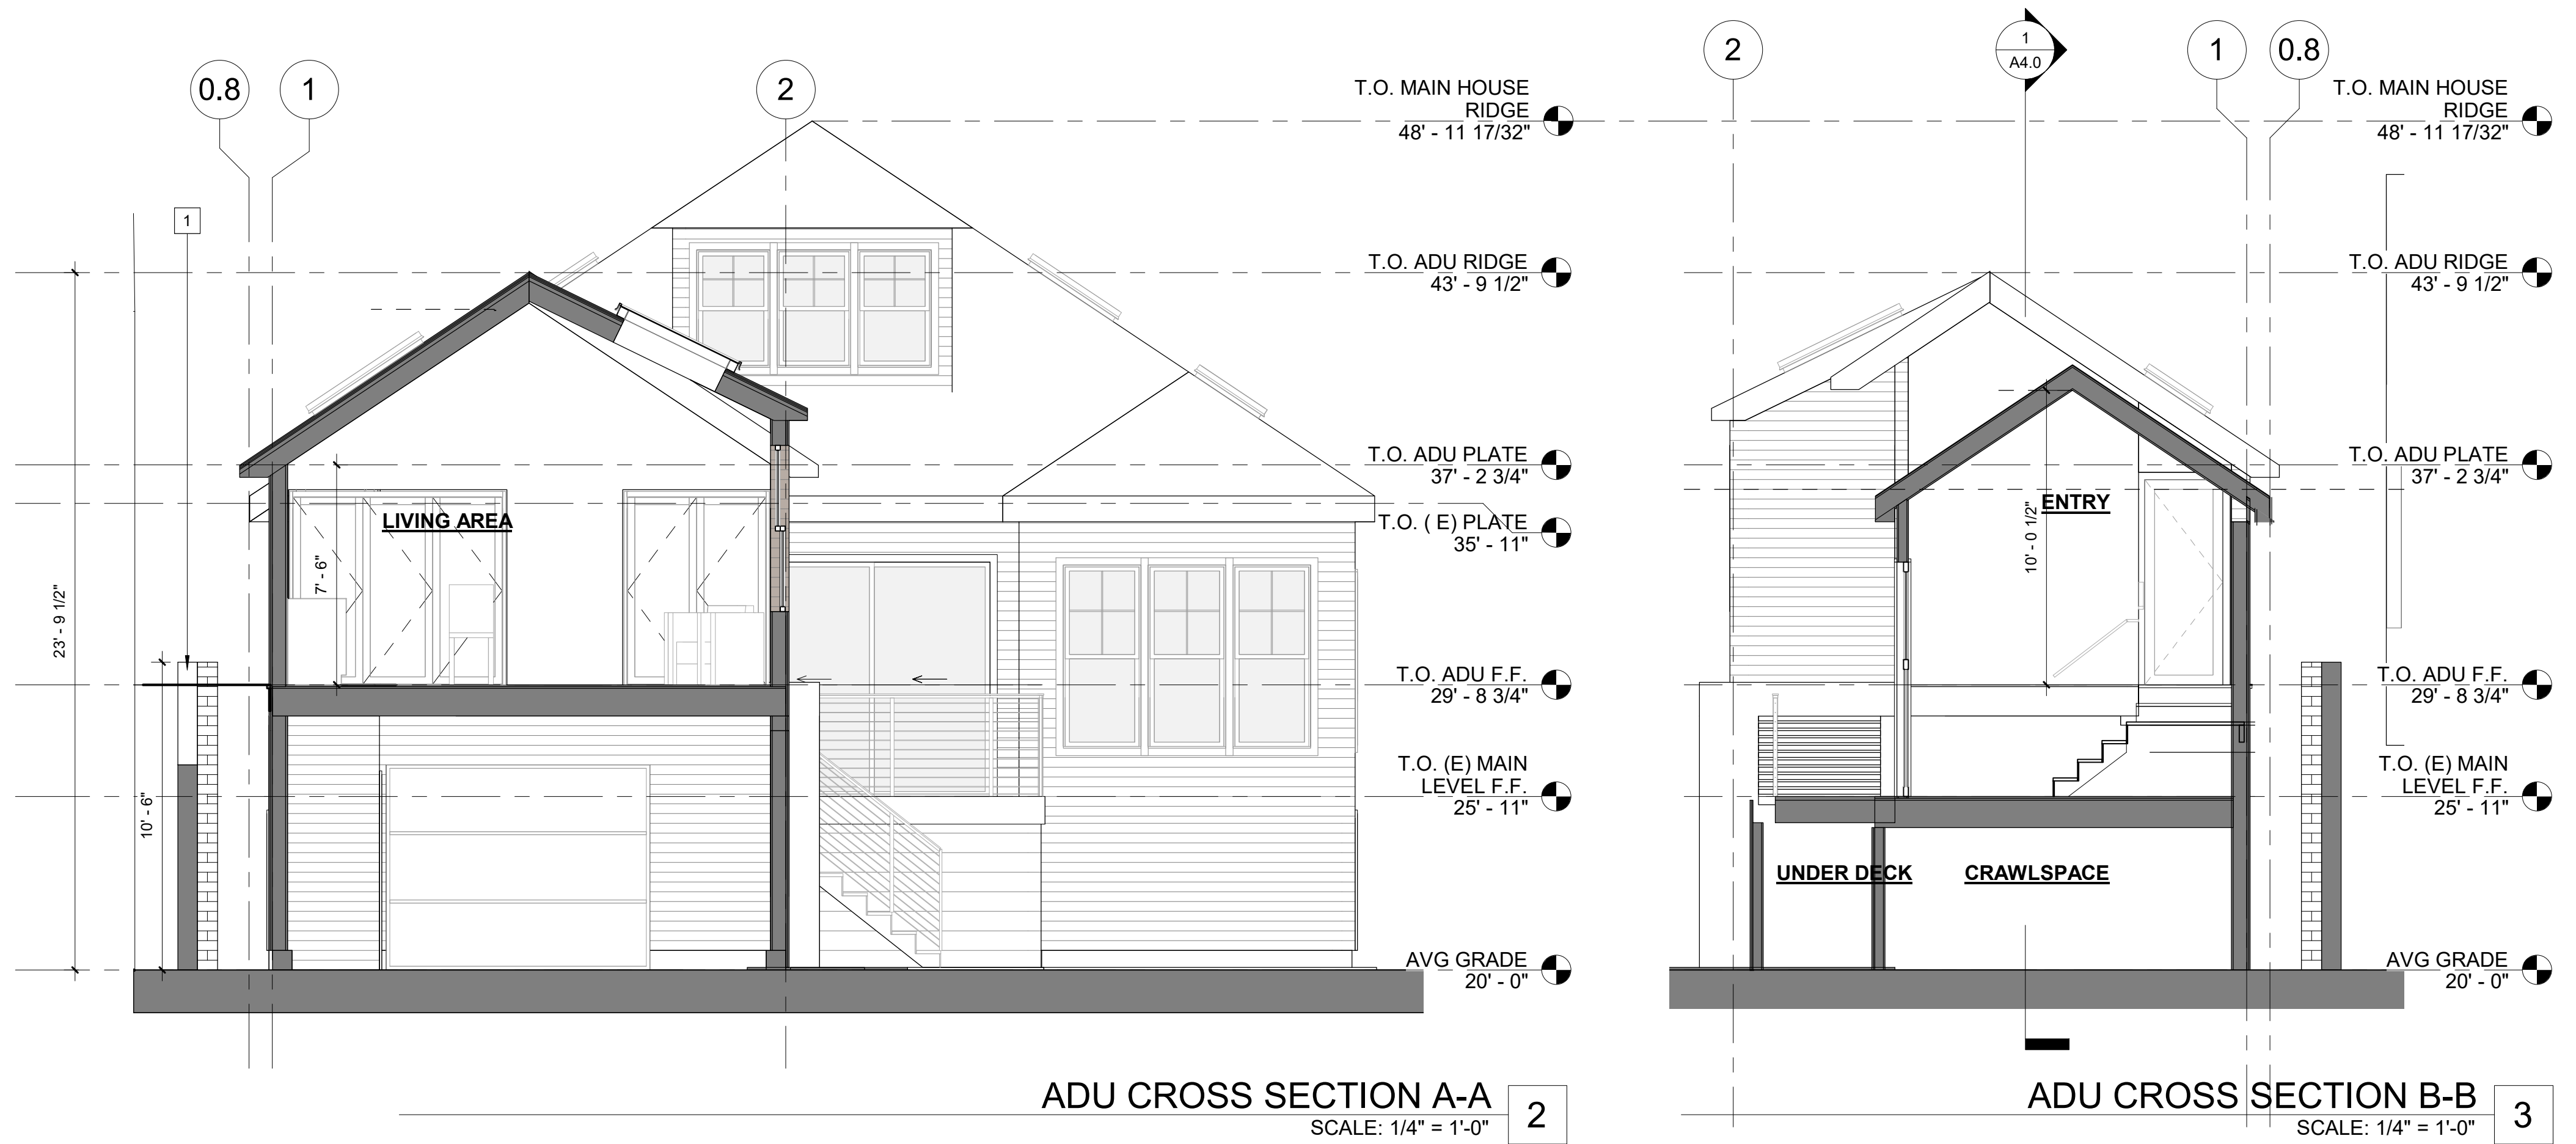 0.8
1
2
1
T.O. MAIN HOUSE
RIDGE
48' - 11 17/32"
T.O. ADU RIDGE
43' - 9 1/2"
T.O. ADU PLATE
37' - 2 3/4"
T.O. ( E) PLATE
35' - 11"
T.O. ADU F.F.
29' - 8 3/4"
T.O. (E) MAIN
LEVEL F.F.
25' - 11"
AVG GRADE
20' - 0"
LIVING AREA
7' - 6"
23' - 9 1/2"
10' - 6"
ADU CROSS SECTION A-A
SCALE: 1/4" = 1'-0"
2
2
1
A4.0
1
0.8
T.O. MAIN HOUSE
RIDGE
48' - 11 17/32"
T.O. ADU RIDGE
43' - 9 1/2"
T.O. ADU PLATE
37' - 2 3/4"
T.O. ADU F.F.
29' - 8 3/4"
T.O. (E) MAIN
LEVEL F.F.
25' - 11"
AVG GRADE
20' - 0"
ENTRY
10' - 0 1/2"
UNDER DECK
CRAWLSPACE
ADU CROSS SECTION B-B
SCALE: 1/4" = 1'-0"
3